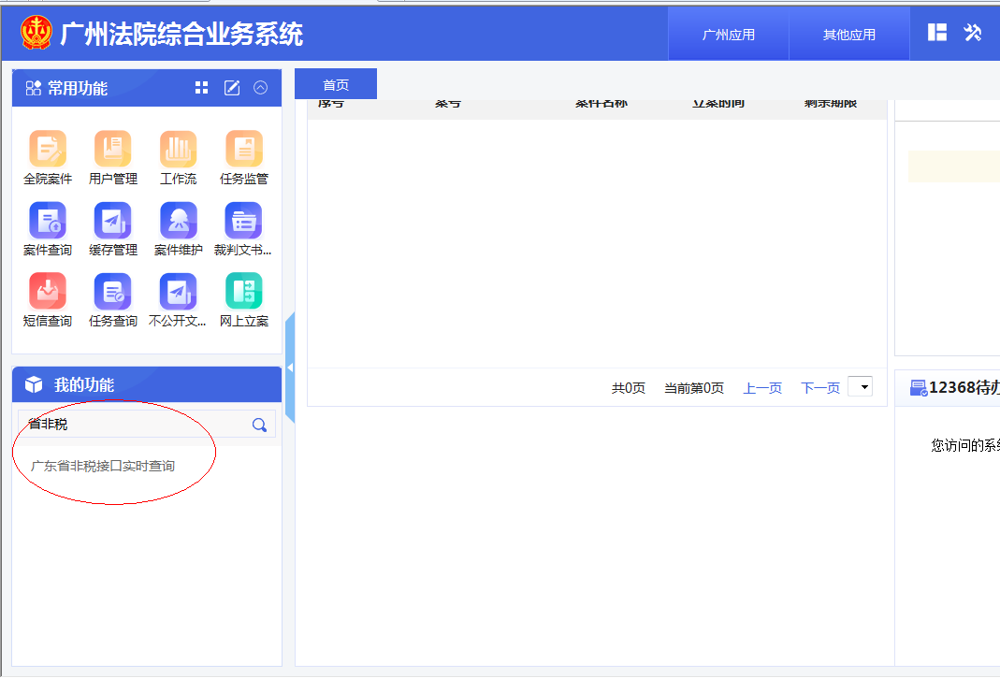 广州法院综合业务系统
广州应用 其他应用
常用功能
首页
序号 案号 案件名称 立案时间 剩余期限
全院案件 用户管理 工作流 任务监管
案件查询 缓存管理 案件维护 裁判文书...
短信查询 任务查询 不公开文... 网上立案
共0页 当前第0页 上一页 下一页
我的功能
省非税
广东省非税接口实时查询
12368待办
您访问的系